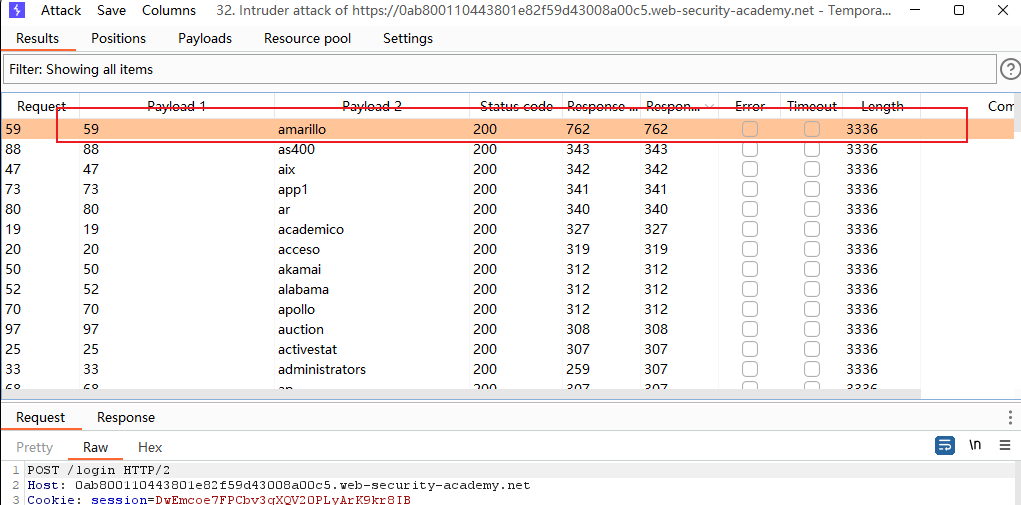 Attack Save Columns 32. Intruder attack of https://0ab800110443801e82f59d43008a00c5.web-security-academy.net - Tempora...
Results Positions Payloads Resource pool Settings
Filter: Showing all items
?
Request Payload 1 Payload 2 Status code Response ... Respon... Error Timeout Length Com
59 59 amarillo 200 762 762 3336
88 88 as400 200 343 343 3336
47 47 aix 200 342 342 3336
73 73 app1 200 341 341 3336
80 80 ar 200 340 340 3336
19 19 academico 200 327 327 3336
20 20 acceso 200 319 319 3336
50 50 akamai 200 312 312 3336
52 52 alabama 200 312 312 3336
70 70 apollo 200 312 312 3336
97 97 auction 200 308 308 3336
25 25 activestat 200 307 307 3336
33 33 administrators 200 259 307 3336
68 68 an 200 307 307 3336
Request Response
Pretty Raw Hex \n
1 POST /login HTTP/2
2 Host: 0ab800110443801e82f59d43008a00c5.web-security-academy.net
3 Cookie: session=DwEmcoe7FPCbv3qXQV20PLyArK9kr8IB